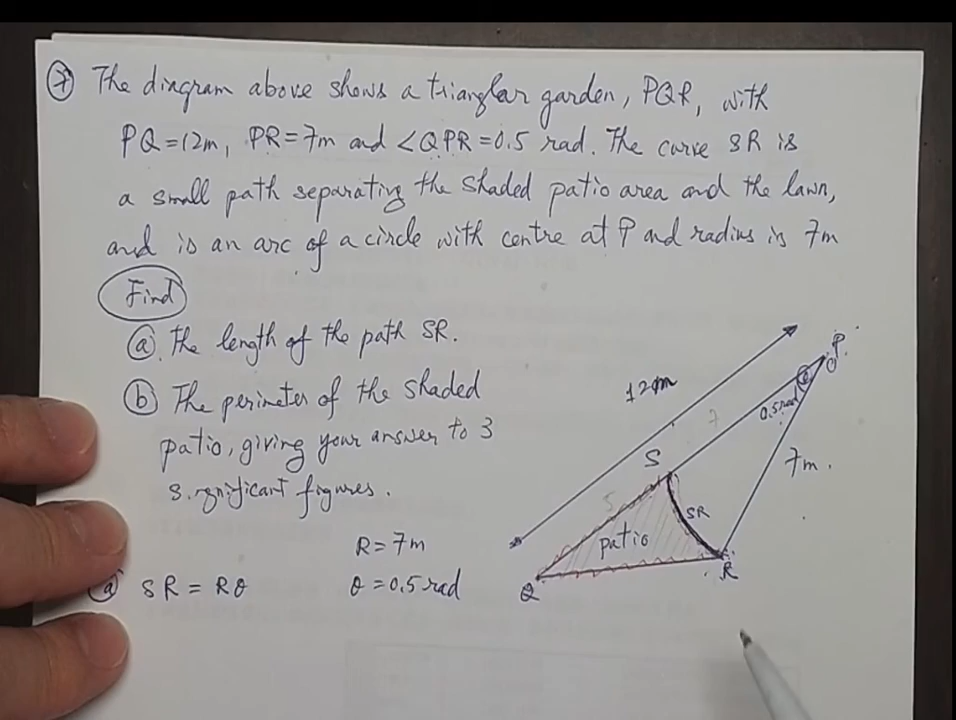 7 The diagram above shows a trianglar garden, PQR, with
PQ=12m, PR=7m and <QPR=0.5 rad. The curve SR is
a small path separating the shaded patio area and the lawn,
and is an arc of a circle with centre at P and radius is 7m
Find
a. The length of the path SR.
b The perimeter of the shaded
patio, giving your answer to 3
significant figures.
R = 7m
a SR = Rθ θ = 0.5 rad
12m
P
0.5 rad
7
7m.
S
5
SR
patio
Q
R